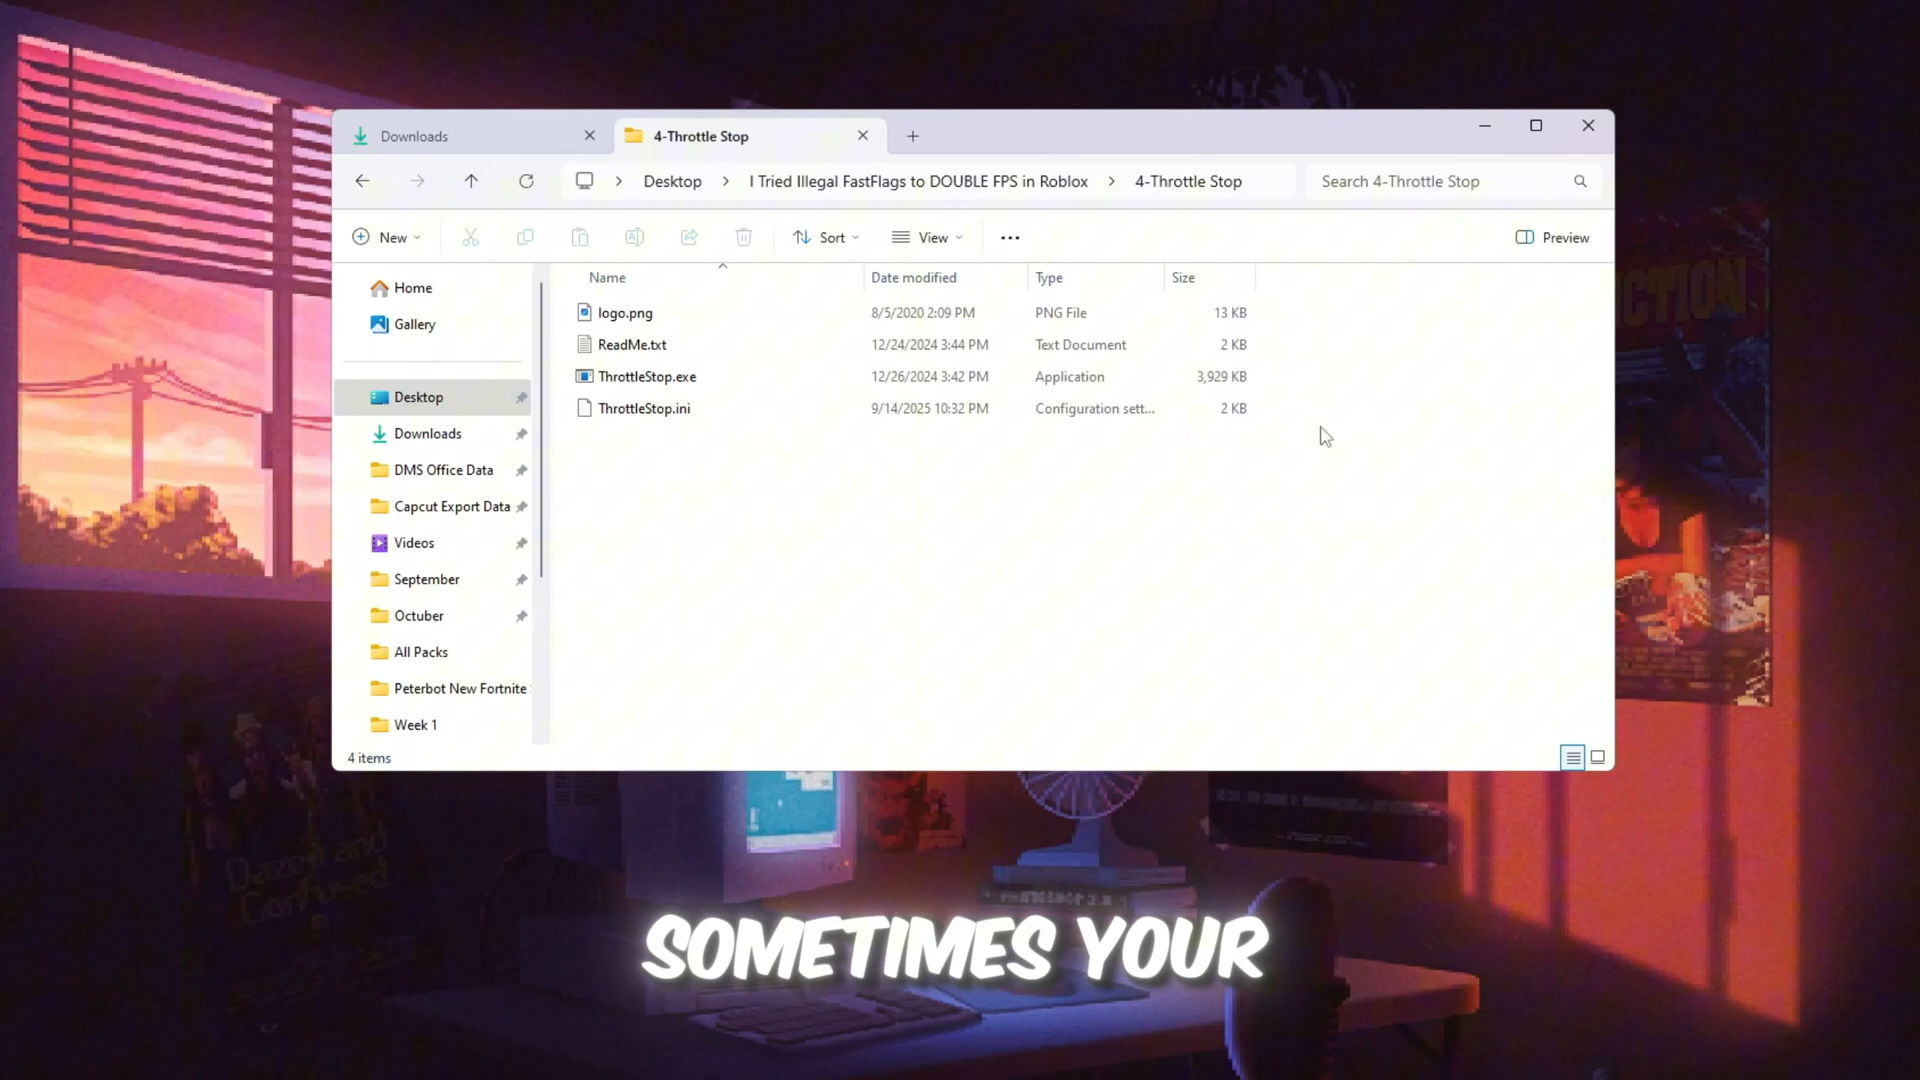 Downloads
4-Throttle Stop
Desktop > I Tried Illegal FastFlags to DOUBLE FPS in Roblox > 4-Throttle Stop
Search 4-Throttle Stop
New
Sort
View
Preview
Name Date modified Type Size
logo.png 8/5/2020 2:09 PM PNG File 13 KB
ReadMe.txt 12/24/2024 3:44 PM Text Document 2 KB
ThrottleStop.exe 12/26/2024 3:42 PM Application 3,929 KB
ThrottleStop.ini 9/14/2025 10:32 PM Configuration sett... 2 KB
Home
Gallery
Desktop
Downloads
DMS Office Data
Capcut Export Data
Videos
September
Octuber
All Packs
Peterbot New Fortnite
Week 1
4 items
CTION
Dazed and
Confused
SOMETIMES YOUR